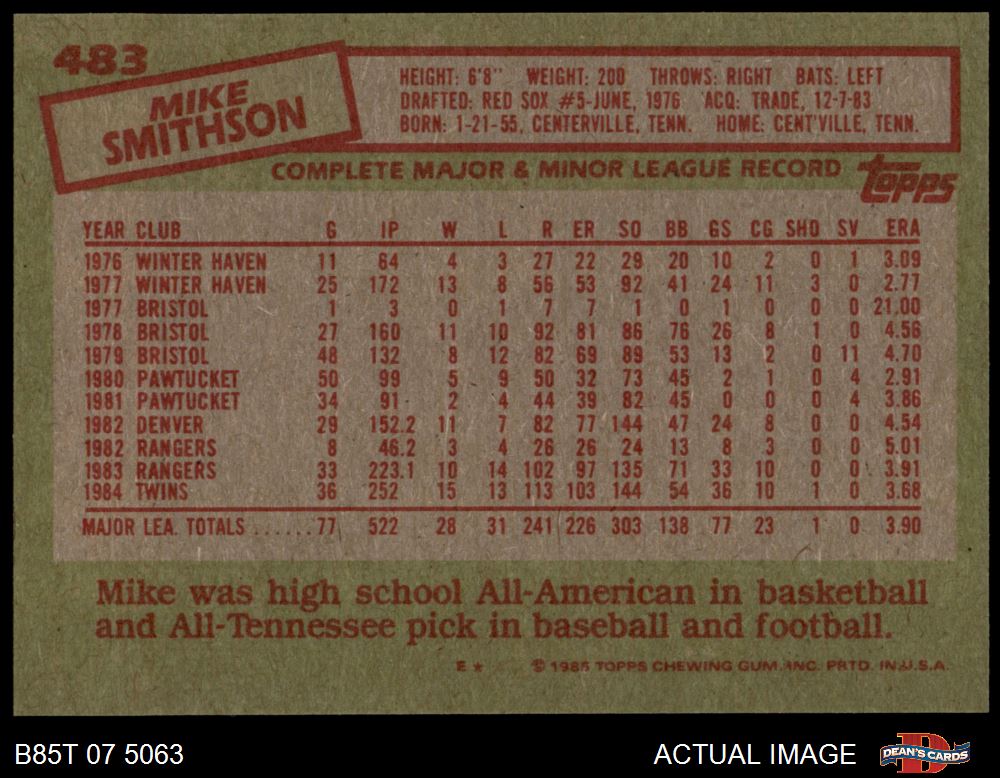 483
MIKE
SMITHSON
HEIGHT: 6'8" WEIGHT: 200 THROWS: RIGHT BATS: LEFT
DRAFTED: RED SOX #5-JUNE, 1976 ACQ: TRADE, 12-7-83
BORN: 1-21-55, CENTERVILLE, TENN. HOME: CENT'VILLE, TENN.
COMPLETE MAJOR & MINOR LEAGUE RECORD
topps
YEAR CLUB G IP W L R ER SO BB GS CG SHO SV ERA
1976 WINTER HAVEN 11 64 4 3 27 22 29 20 10 2 0 1 3.09
1977 WINTER HAVEN 25 172 13 8 56 53 92 41 24 11 3 0 2.77
1977 BRISTOL 1 3 0 1 7 7 1 0 1 0 0 0 21.00
1978 BRISTOL 27 160 11 10 92 81 86 76 26 8 1 0 4.56
1979 BRISTOL 48 132 8 12 82 69 89 53 13 2 0 11 4.70
1980 PAWTUCKET 50 99 5 9 50 32 73 45 2 1 0 4 2.91
1981 PAWTUCKET 34 91 2 4 44 39 82 45 0 0 0 4 3.86
1982 DENVER 29 152.2 11 7 82 77 144 47 24 8 0 0 4.54
1982 RANGERS 8 46.2 3 4 26 26 24 13 8 3 0 0 5.01
1983 RANGERS 33 223.1 10 14 102 97 135 71 33 10 0 0 3.91
1984 TWINS 36 252 15 13 113 103 144 54 36 10 1 0 3.68
MAJOR LEA. TOTALS ...... 77 522 28 31 241 226 303 138 77 23 1 0 3.90
Mike was high school All-American in basketball
and All-Tennessee pick in baseball and football.
E * © 1985 TOPPS CHEWING GUM, INC. PRTD. IN U.S.A.
B85T 07 5063 ACTUAL IMAGE DEAN'S CARDS